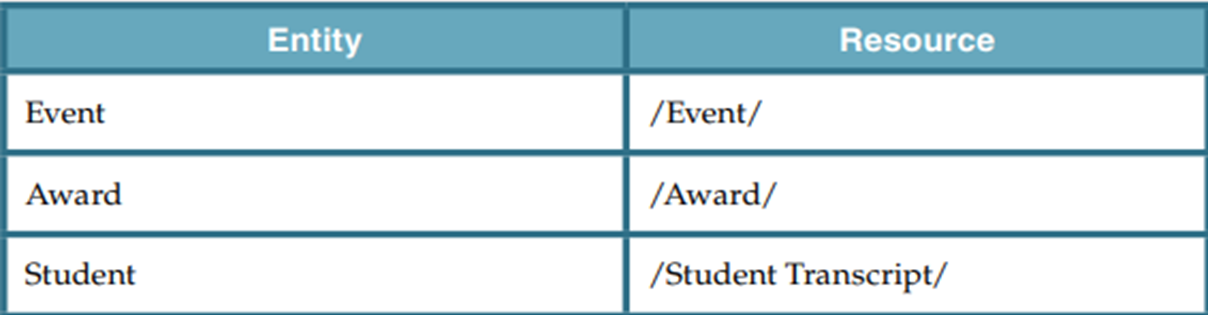 Entity Resource
Event /Event/
Award /Award/
Student /Student Transcript/